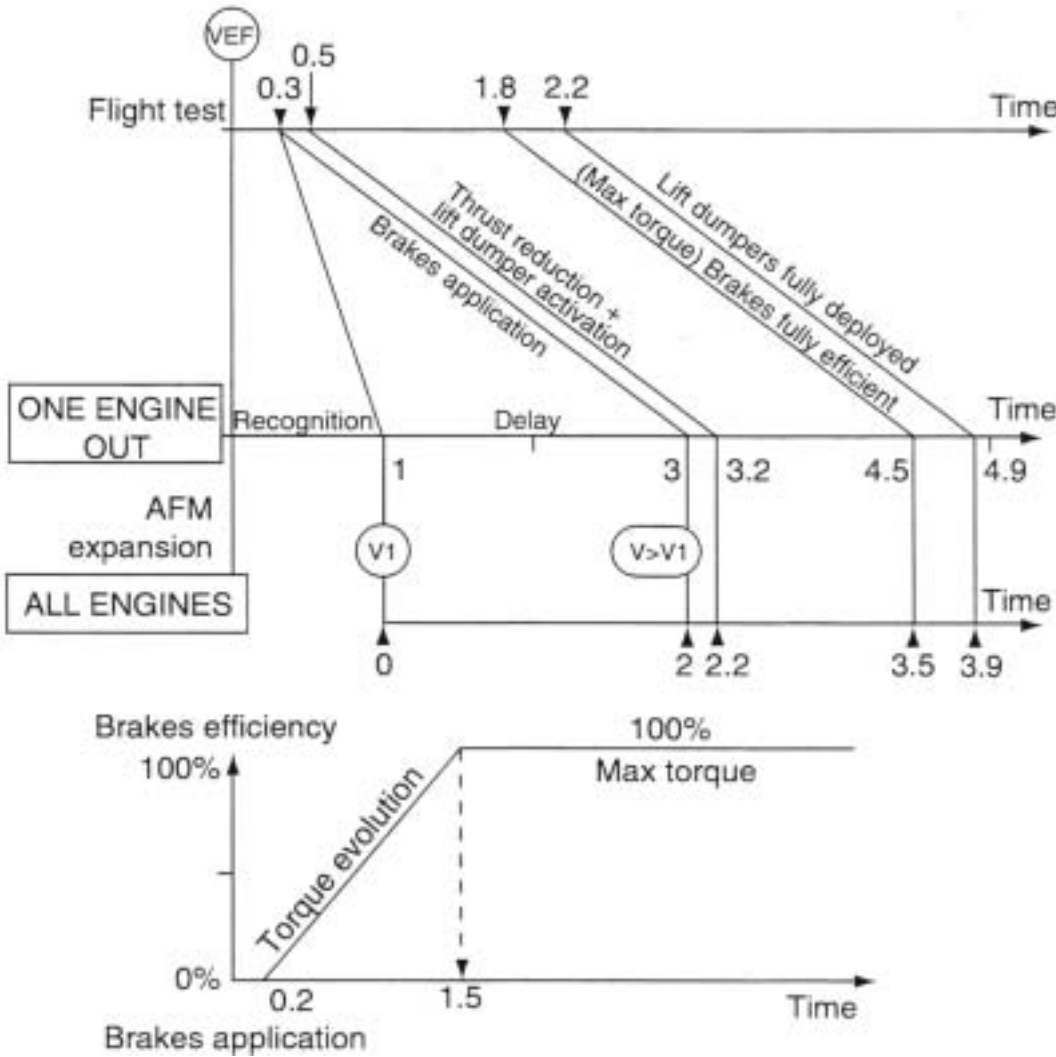 VEF
0.5
0.3
1.8
2.2
Flight test
Time
Thrust reduction +
lift dumper activation
Brakes application
(Max torque) Brakes fully efficient
Lift dumpers fully deployed
ONE ENGINE
OUT
Recognition
Delay
Time
1
3
3.2
4.5
4.9
AFM
expansion
V1
V>V1
ALL ENGINES
Time
0
2
2.2
3.5
3.9
Brakes efficiency
100%
100%
Max torque
Torque evolution
0%
0.2
1.5
Time
Brakes application